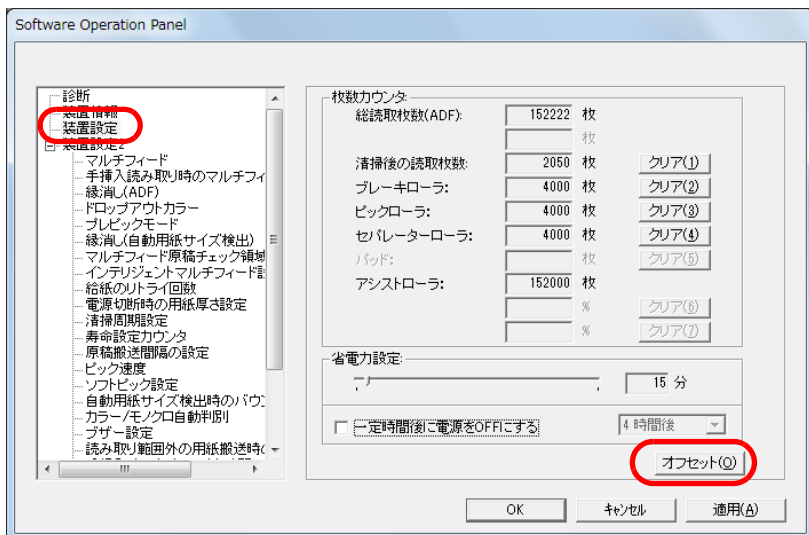 Software Operation Panel
診断
装置情報
装置設定
装置設定2
マルチフィード
手挿入読み取り時のマルチフィ
縁消し(ADF)
ドロップアウトカラー
プレピックモード
縁消し(自動用紙サイズ検出)
マルチフィード原稿チェック領域
インテリジェントマルチフィード
給紙のリトライ回数
電源切断時の用紙厚さ設定
清掃周期設定
寿命設定カウンタ
原稿搬送間隔の設定
ピック速度
ソフトピック設定
自動用紙サイズ検出時のバウ
カラー/モノクロ自動判別
ブザー設定
読み取り範囲外の用紙搬送時
枚数カウンタ
総読取枚数(ADF): 152222 枚
枚
清掃後の読取枚数: 2050 枚 クリア(1)
ブレーキローラ: 4000 枚 クリア(2)
ピックローラ: 4000 枚 クリア(3)
セパレーターローラ: 4000 枚 クリア(4)
パッド: 枚 クリア(5)
アシストローラ: 152000 枚
% クリア(6)
% クリア(7)
省電力設定:
15 分
一定時間後に電源をOFFにする 4 時間後
オフセット(O)
OK キャンセル 適用(A)